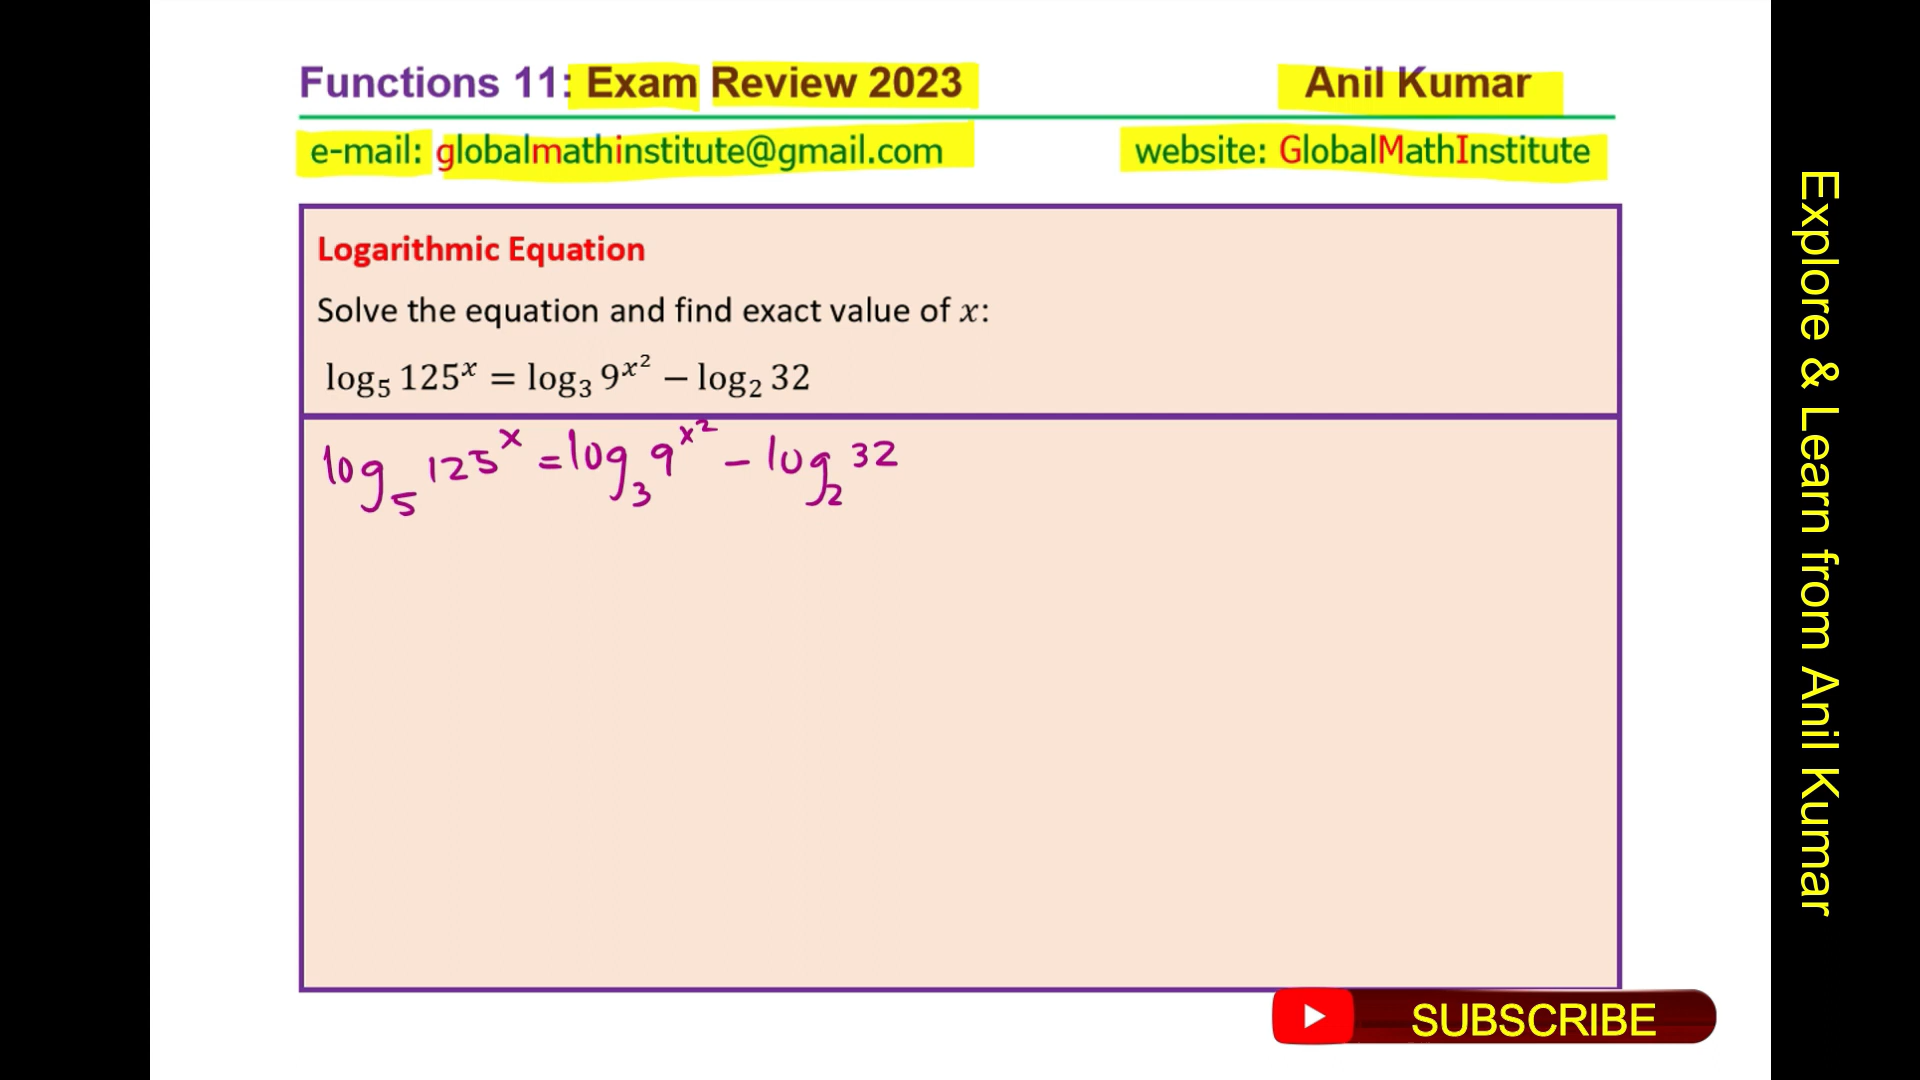 Functions 11: Exam Review 2023 Anil Kumar
e-mail: globalmathinstitute@gmail.com website: GlobalMathInstitute
Logarithmic Equation
Solve the equation and find exact value of x:
log₅ 125ˣ = log₃ 9^(x²) − log₂ 32
log₅ 125ˣ = log₃ 9^(x²) − log₂ 32
Explore & Learn from Anil Kumar
SUBSCRIBE